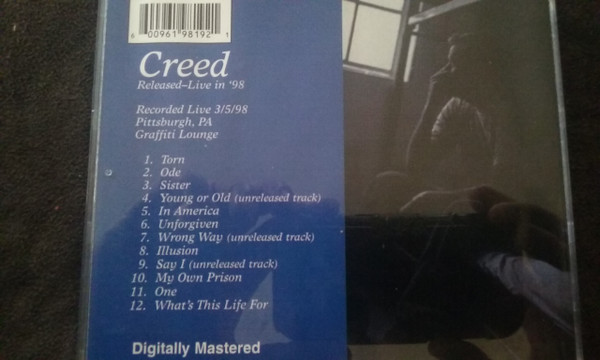 8 00961 98192 1
Creed
Released–Live in '98
Recorded Live 3/5/98
Pittsburgh, PA
Graffiti Lounge
1. Torn
2. Ode
3. Sister
4. Young or Old (unreleased track)
5. In America
6. Unforgiven
7. Wrong Way (unreleased track)
8. Illusion
9. Say I (unreleased track)
10. My Own Prison
11. One
12. What's This Life For
Digitally Mastered